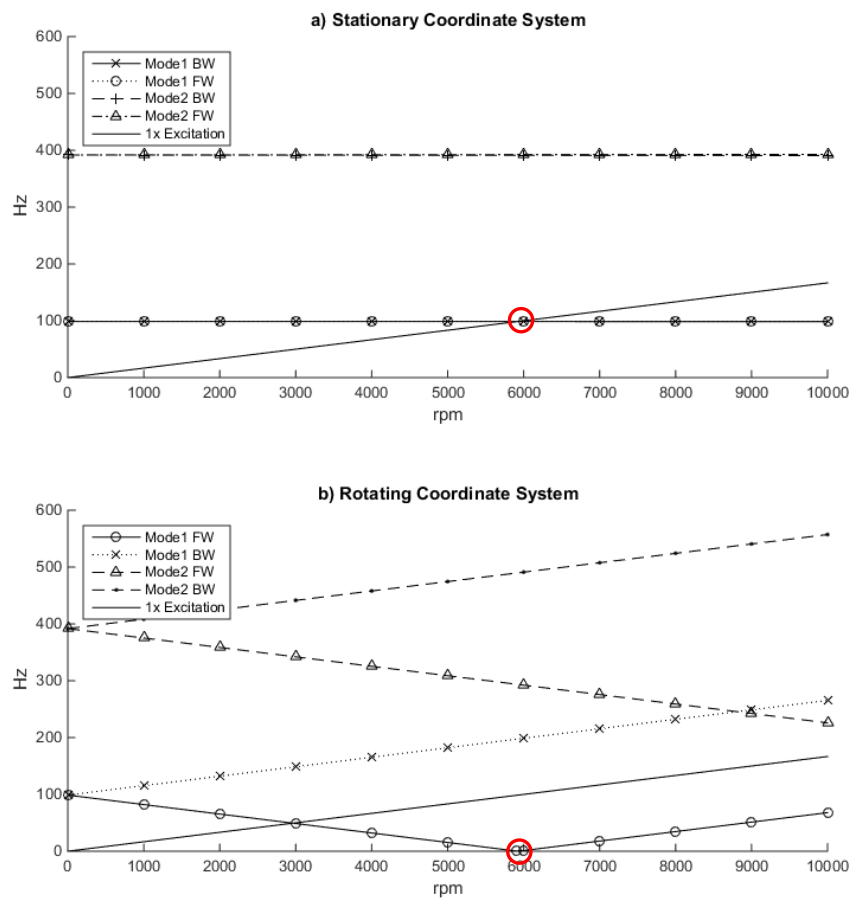 a) Stationary Coordinate System
600
500
400
300
200
100
0
Hz
Mode1 BW
Mode1 FW
Mode2 BW
Mode2 FW
1x Excitation
0 1000 2000 3000 4000 5000 6000 7000 8000 9000 10000
rpm
b) Rotating Coordinate System
600
500
400
300
200
100
0
Hz
Mode1 FW
Mode1 BW
Mode2 FW
Mode2 BW
1x Excitation
0 1000 2000 3000 4000 5000 6000 7000 8000 9000 10000
rpm